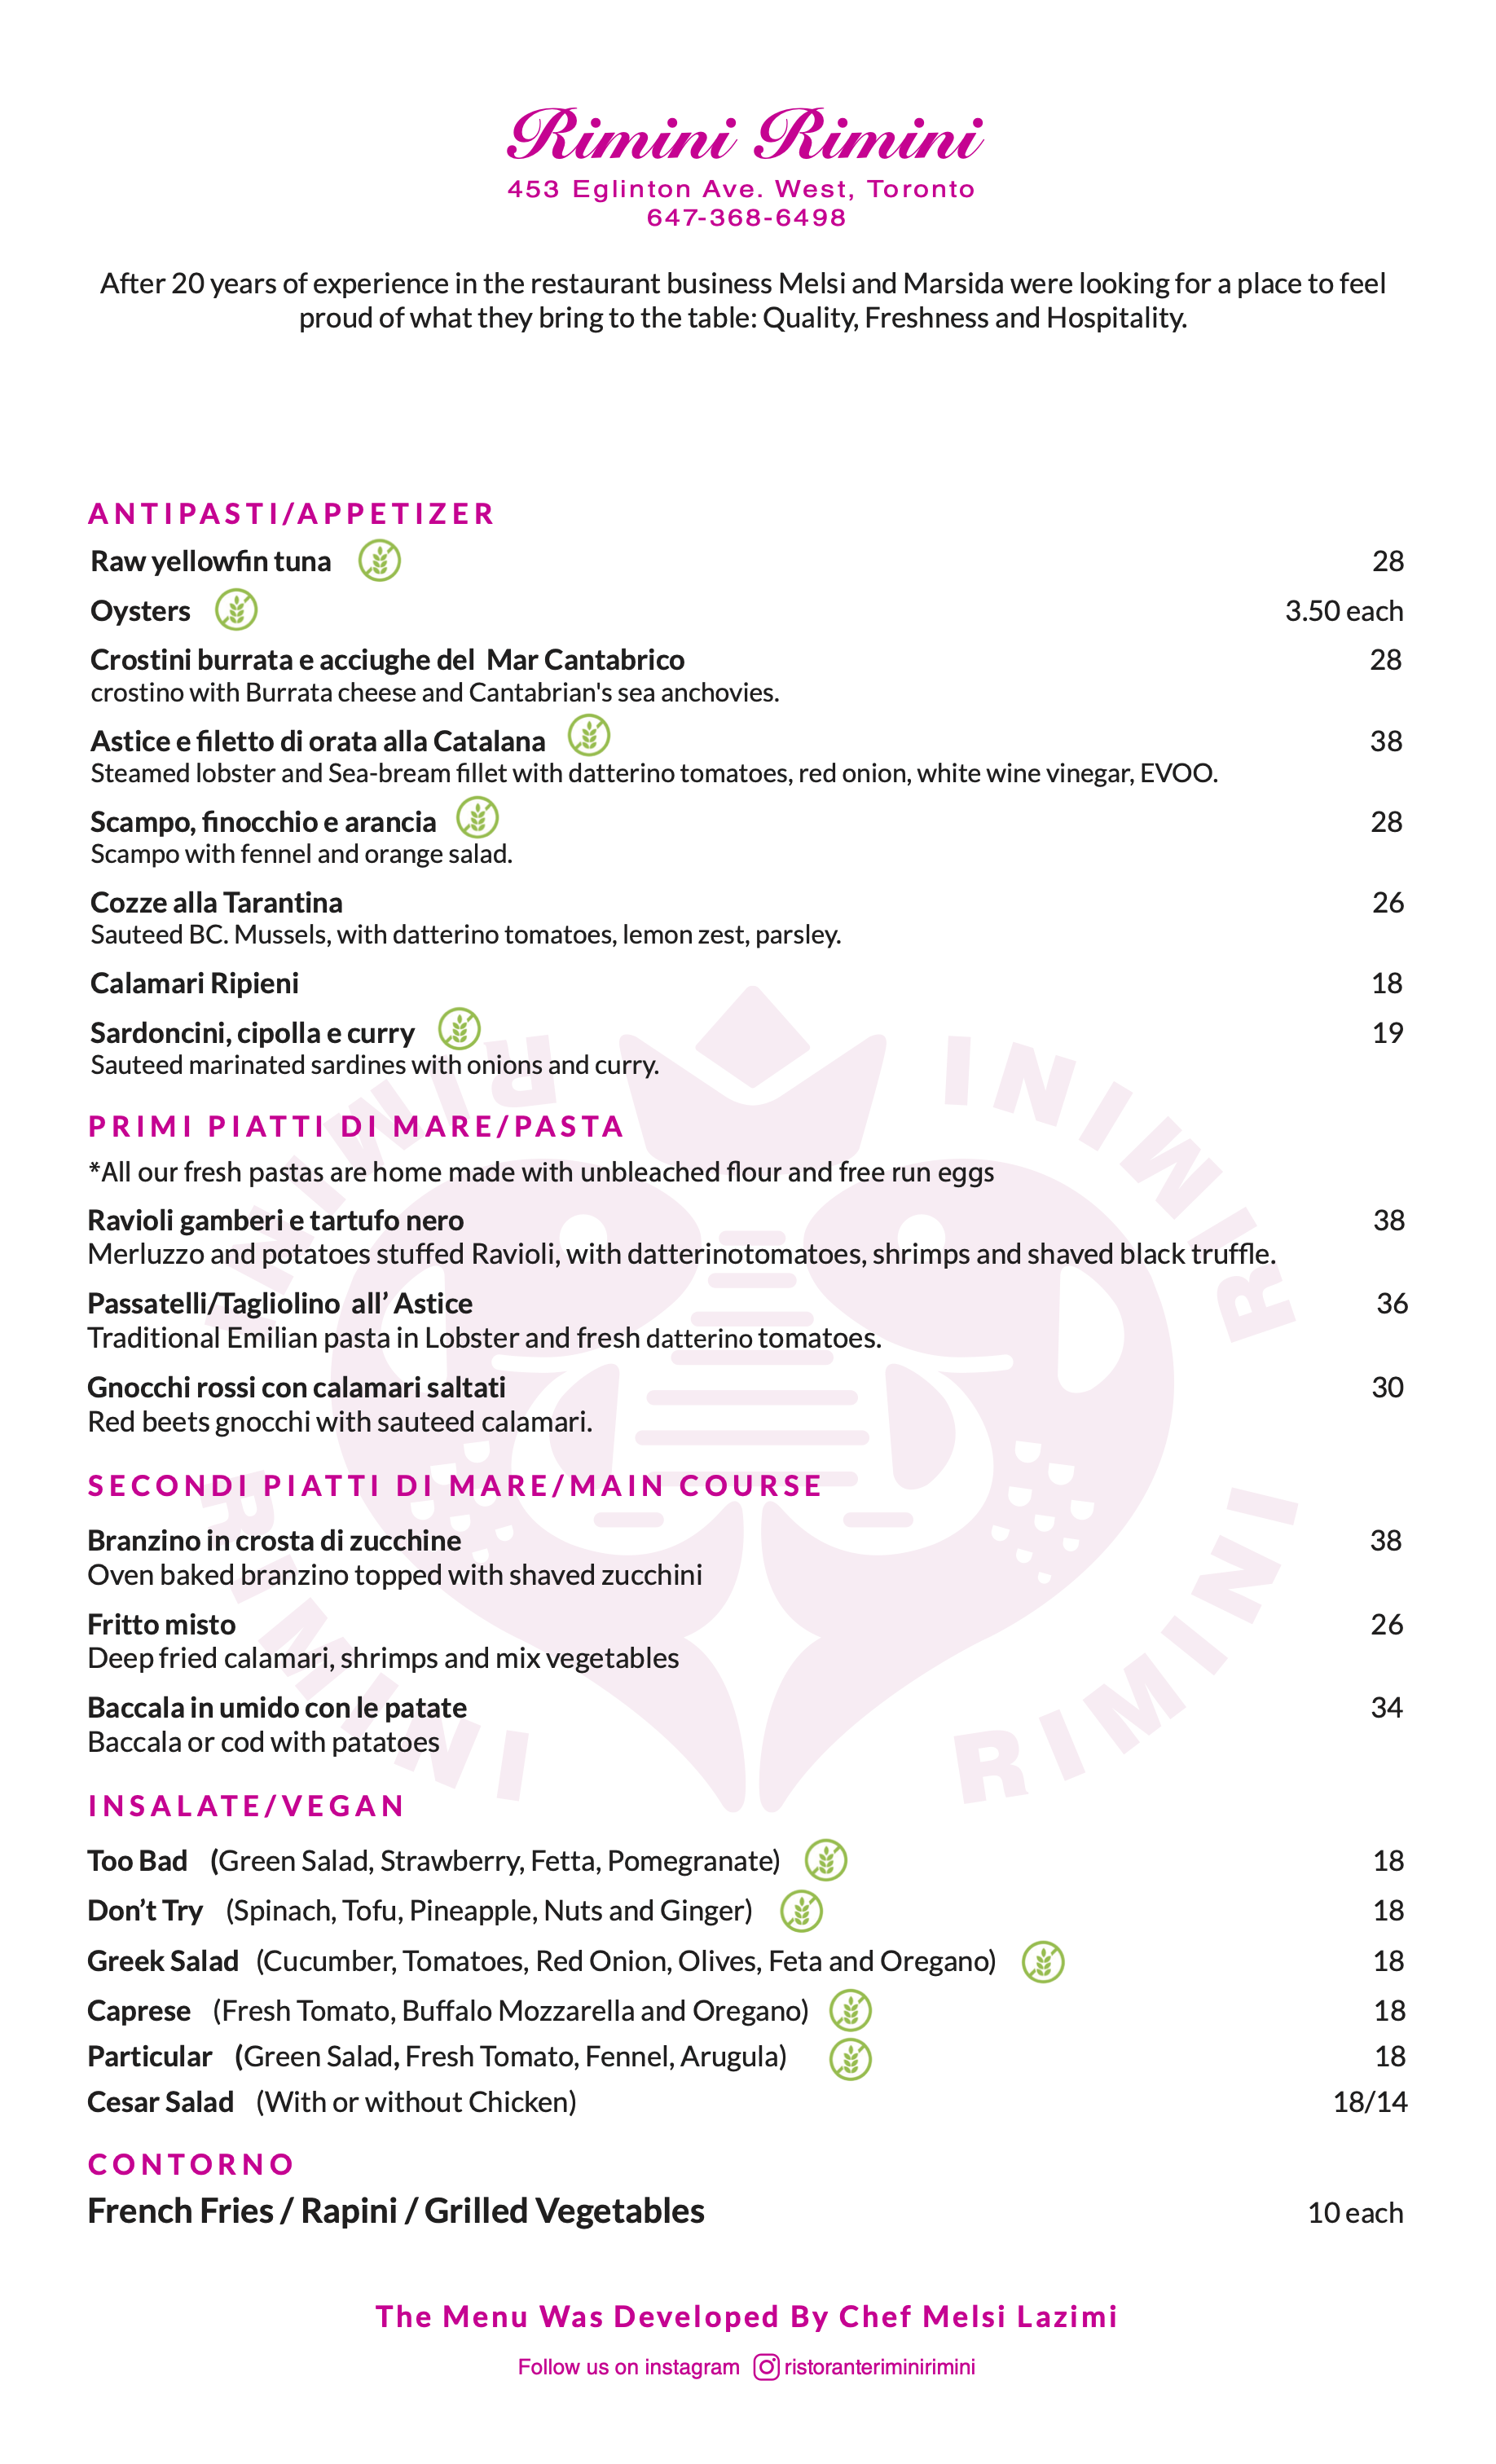 Rimini Rimini
453 Eglinton Ave. West, Toronto
647-368-6498
After 20 years of experience in the restaurant business Melsi and Marsida were looking for a place to feel
proud of what they bring to the table: Quality, Freshness and Hospitality.
ANTIPASTI/APPETIZER
Raw yellowfin tuna 28
Oysters 3.50 each
Crostini burrata e acciughe del Mar Cantabrico 28
crostino with Burrata cheese and Cantabrian's sea anchovies.
Astice e filetto di orata alla Catalana 38
Steamed lobster and Sea-bream fillet with datterino tomatoes, red onion, white wine vinegar, EVOO.
Scampo, finocchio e arancia 28
Scampo with fennel and orange salad.
Cozze alla Tarantina 26
Sauteed BC. Mussels, with datterino tomatoes, lemon zest, parsley.
Calamari Ripieni 18
Sardoncini, cipolla e curry 19
Sauteed marinated sardines with onions and curry.
PRIMI PIATTI DI MARE/PASTA
*All our fresh pastas are home made with unbleached flour and free run eggs
Ravioli gamberi e tartufo nero 38
Merluzzo and potatoes stuffed Ravioli, with datterinotomatoes, shrimps and shaved black truffle.
Passatelli/Tagliolino all’ Astice 36
Traditional Emilian pasta in Lobster and fresh datterino tomatoes.
Gnocchi rossi con calamari saltati 30
Red beets gnocchi with sauteed calamari.
SECONDI PIATTI DI MARE/MAIN COURSE
Branzino in crosta di zucchine 38
Oven baked branzino topped with shaved zucchini
Fritto misto 26
Deep fried calamari, shrimps and mix vegetables
Baccala in umido con le patate 34
Baccala or cod with patatoes
INSALATE/VEGAN
Too Bad (Green Salad, Strawberry, Fetta, Pomegranate) 18
Don’t Try (Spinach, Tofu, Pineapple, Nuts and Ginger) 18
Greek Salad (Cucumber, Tomatoes, Red Onion, Olives, Feta and Oregano) 18
Caprese (Fresh Tomato, Buffalo Mozzarella and Oregano) 18
Particular (Green Salad, Fresh Tomato, Fennel, Arugula) 18
Cesar Salad (With or without Chicken) 18/14
CONTORNO
French Fries / Rapini / Grilled Vegetables 10 each
The Menu Was Developed By Chef Melsi Lazimi
Follow us on instagram ristoranteriminirimini
RIMINI
RIMINI
RIMINI
RIMINI